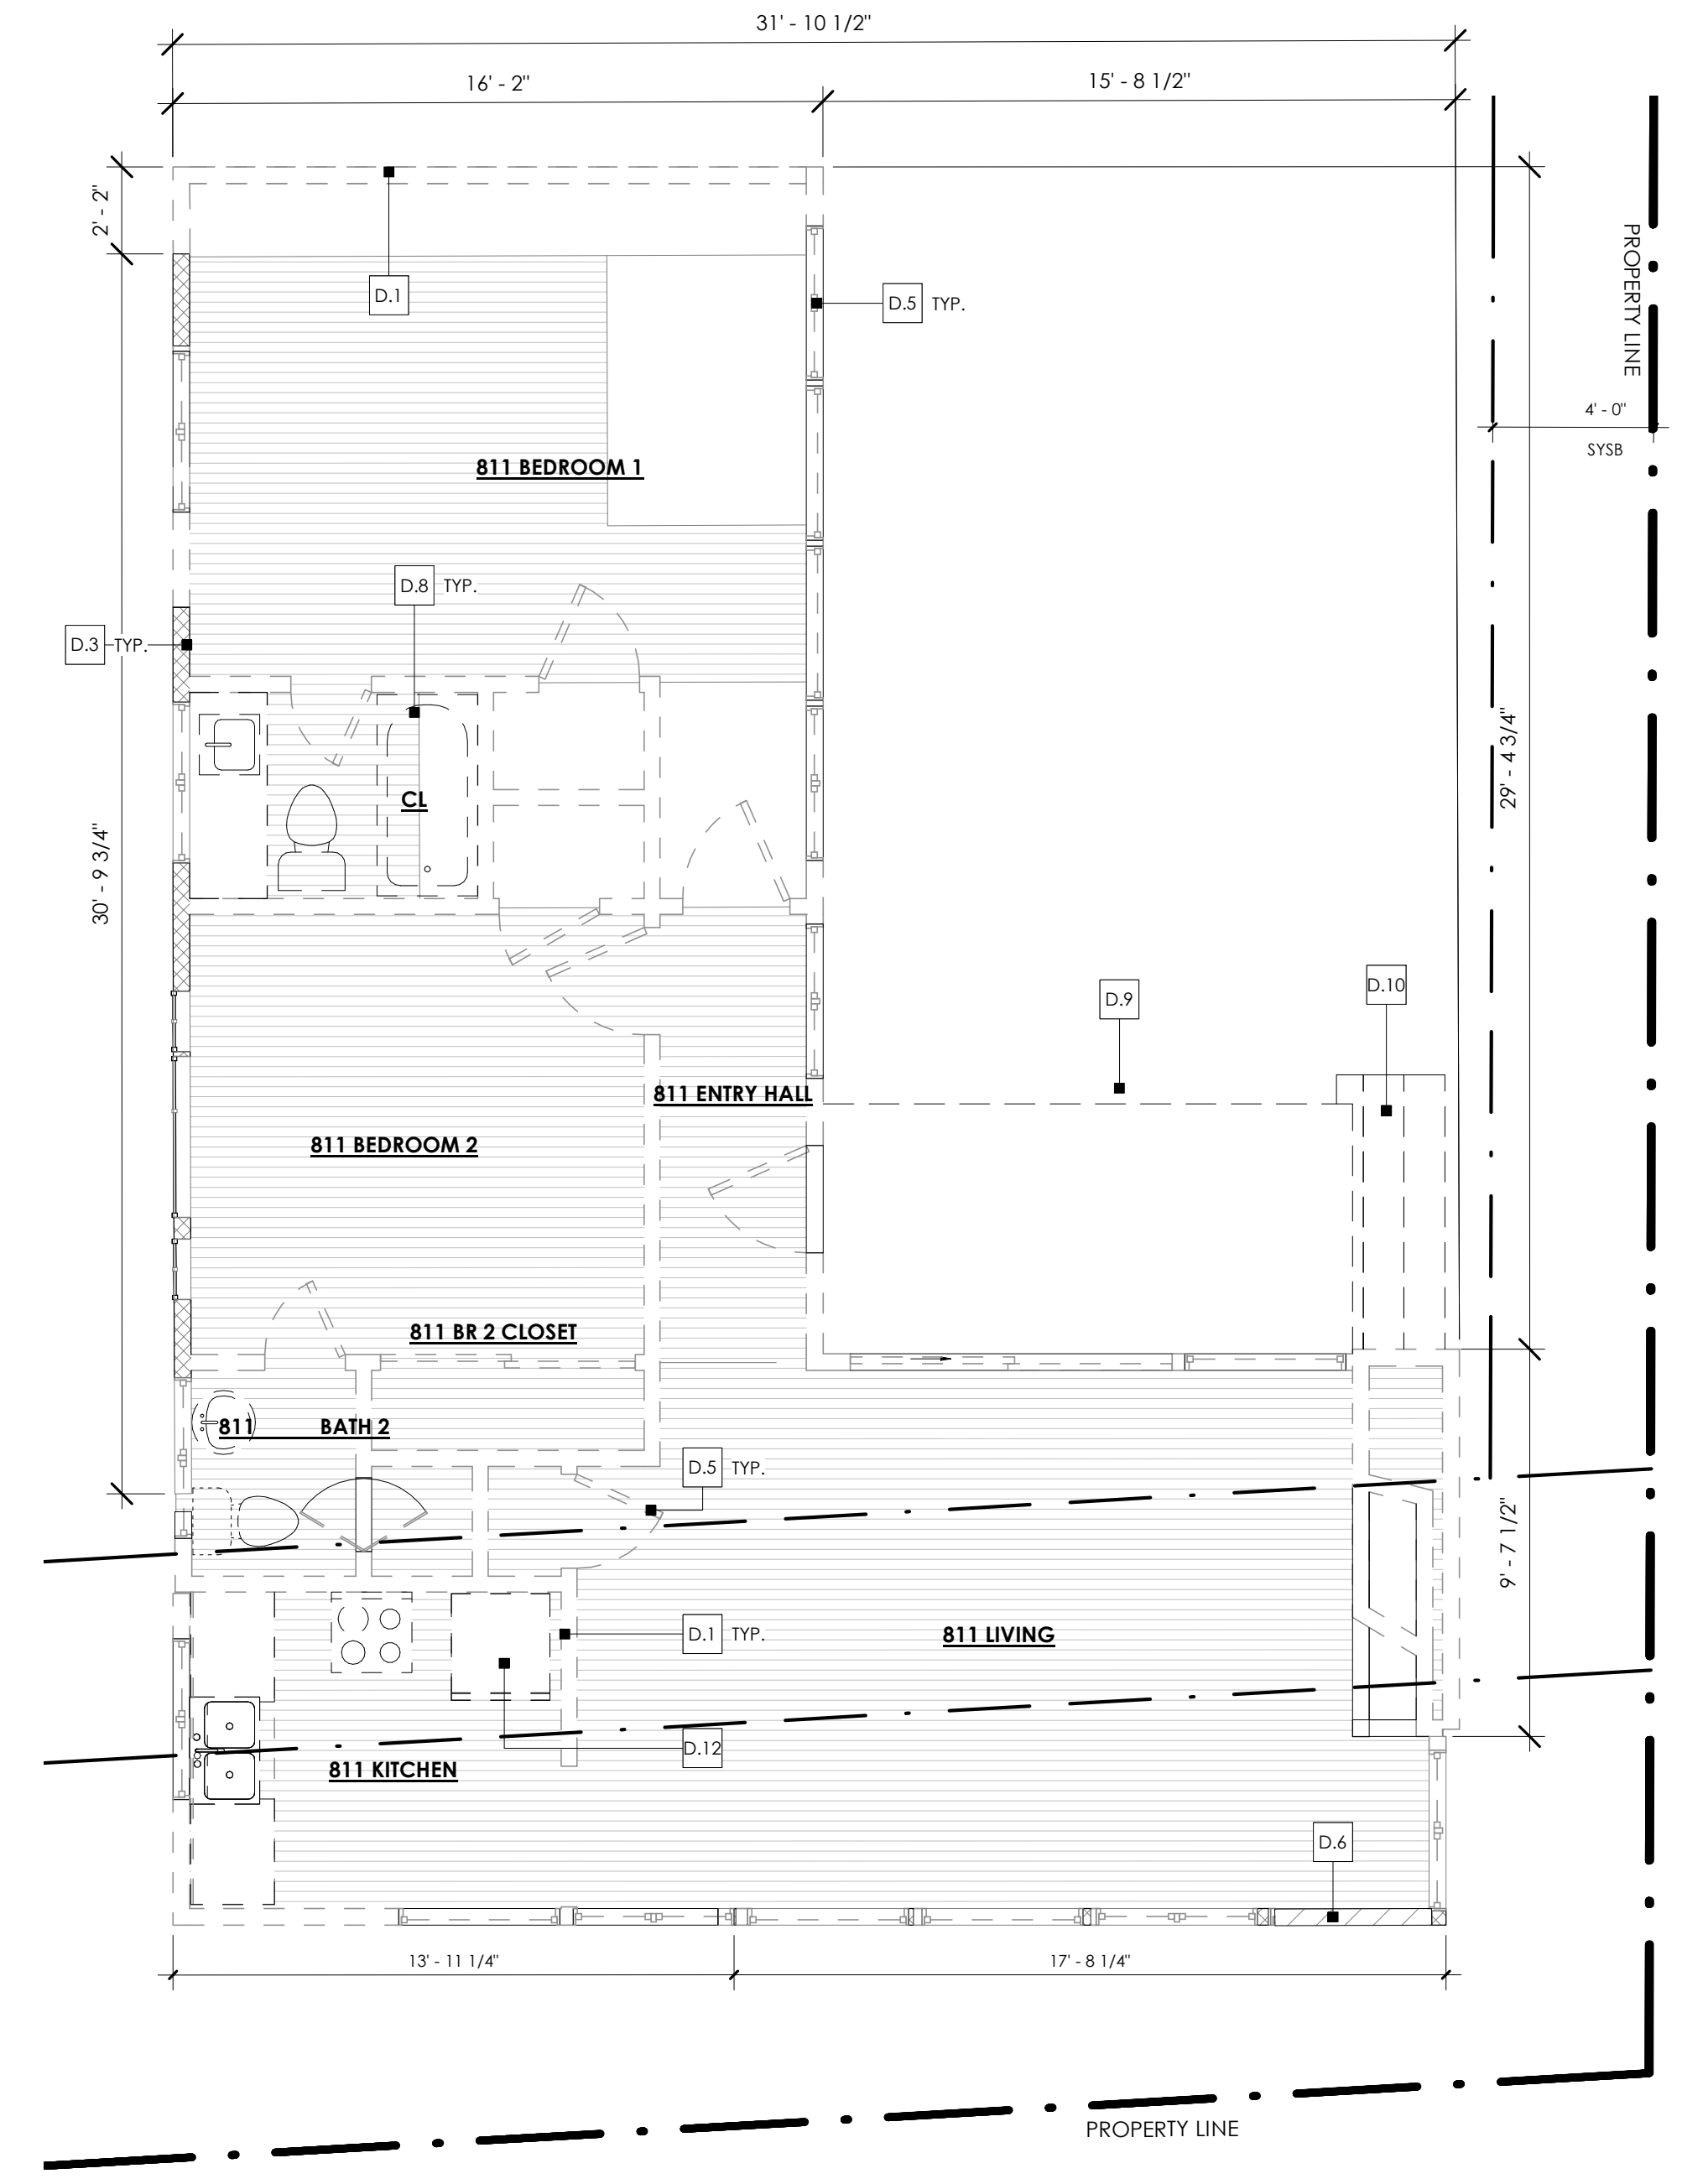 31' - 10 1/2"
16' - 2"
15' - 8 1/2"
2' - 2"
D.1
D.5 TYP.
PROPERTY LINE
4' - 0"
SYSB
811 BEDROOM 1
D.8 TYP.
D.3 TYP.
29' - 4 3/4"
CL
30' - 9 3/4"
D.9
D.10
811 ENTRY HALL
811 BEDROOM 2
811 BR 2 CLOSET
811 BATH 2
D.5 TYP.
9' - 7 1/2"
D.1 TYP.
811 LIVING
D.12
811 KITCHEN
D.6
13' - 11 1/4"
17' - 8 1/4"
PROPERTY LINE